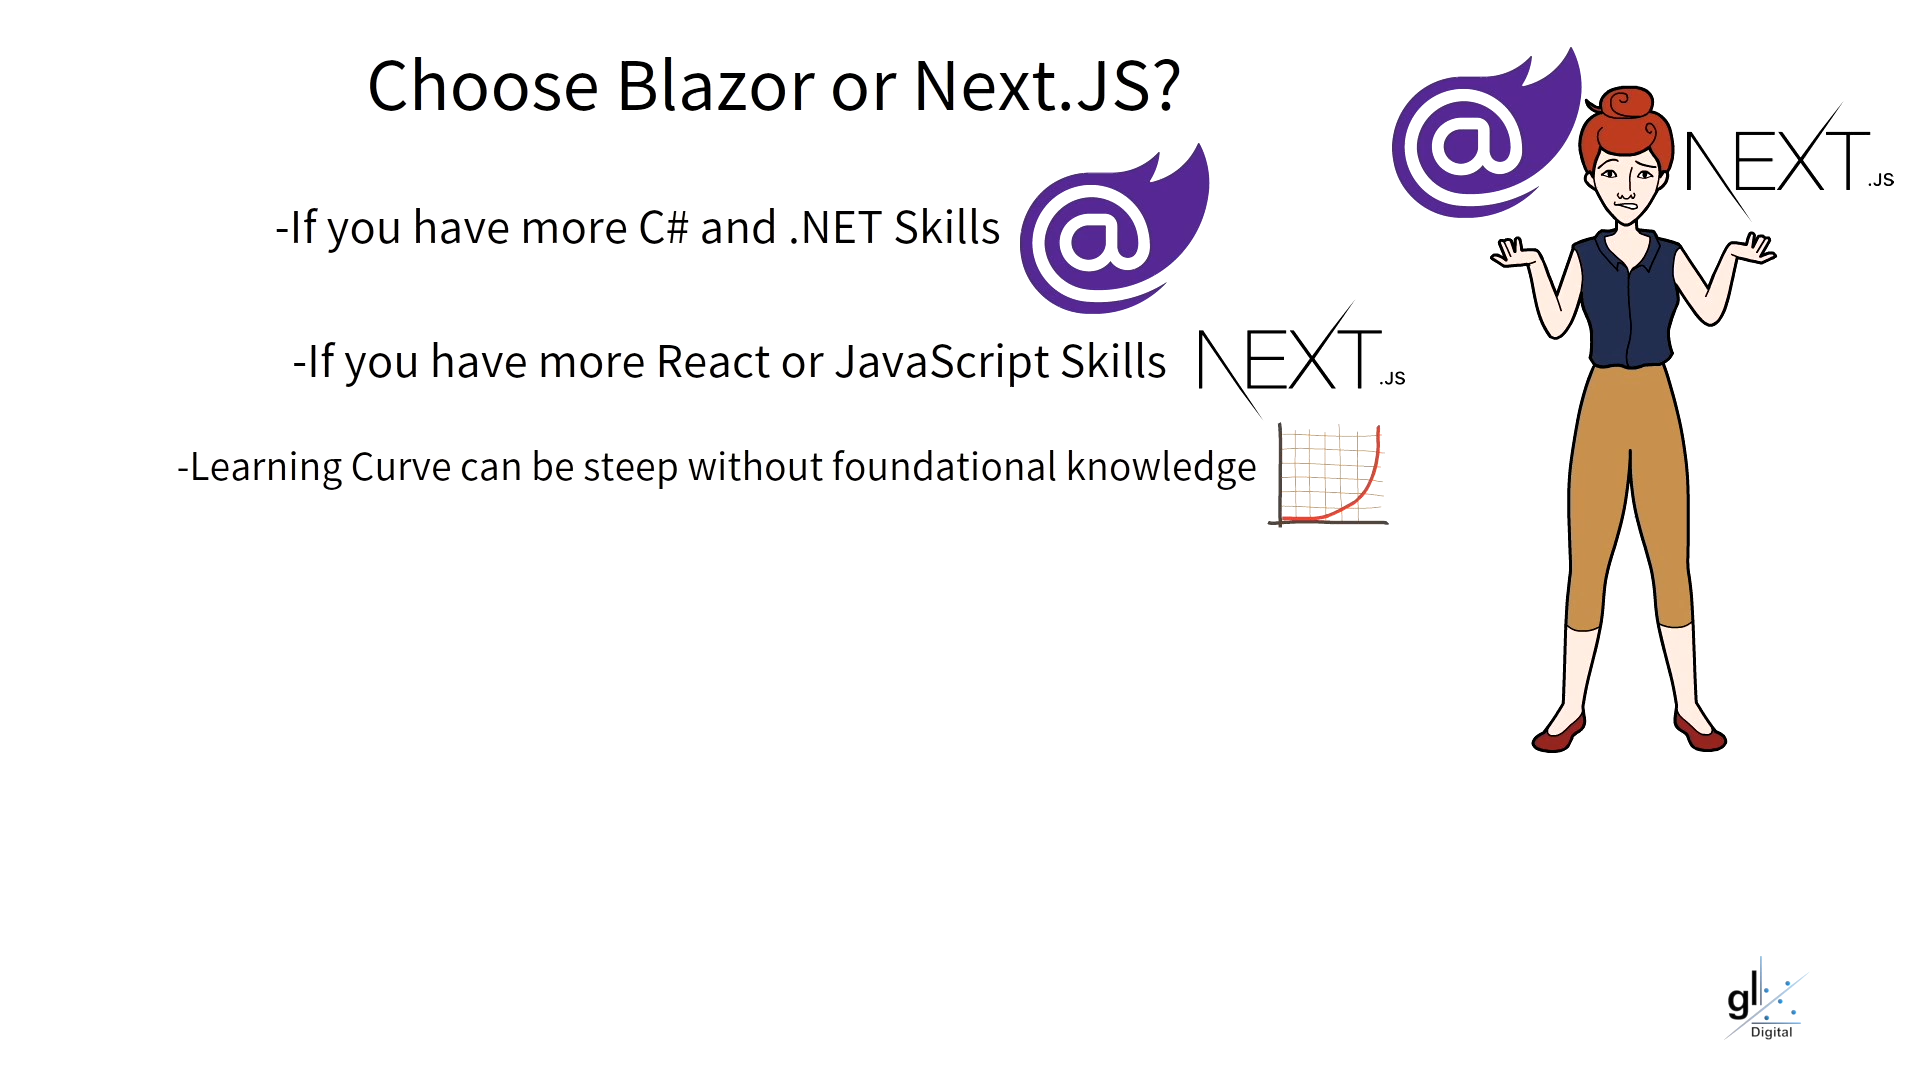 Choose Blazor or Next.JS?
-If you have more C# and .NET Skills
@
-If you have more React or JavaScript Skills
NEXT.JS
-Learning Curve can be steep without foundational knowledge
@
NEXT.JS
gl
Digital